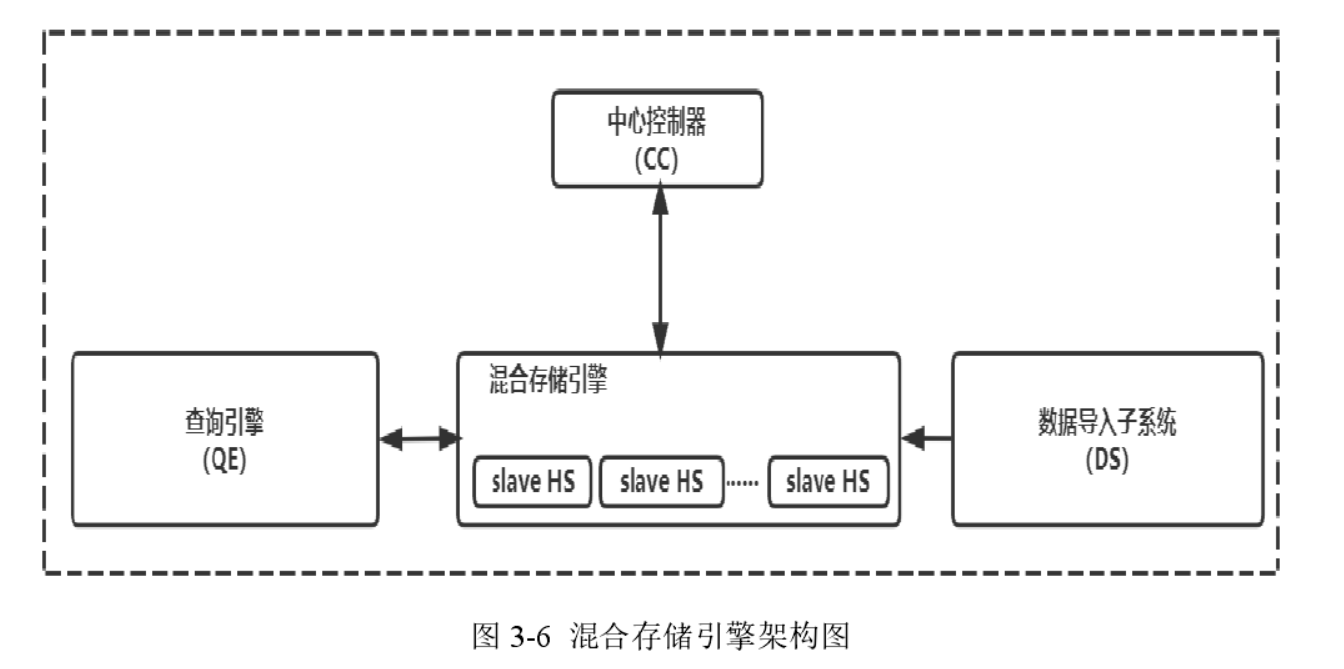 中心控制器
(CC)
查询引擎
(QE)
混合存储引擎
slave HS
slave HS
······
slave HS
数据导入子系统
(DS)
图 3-6 混合存储引擎架构图